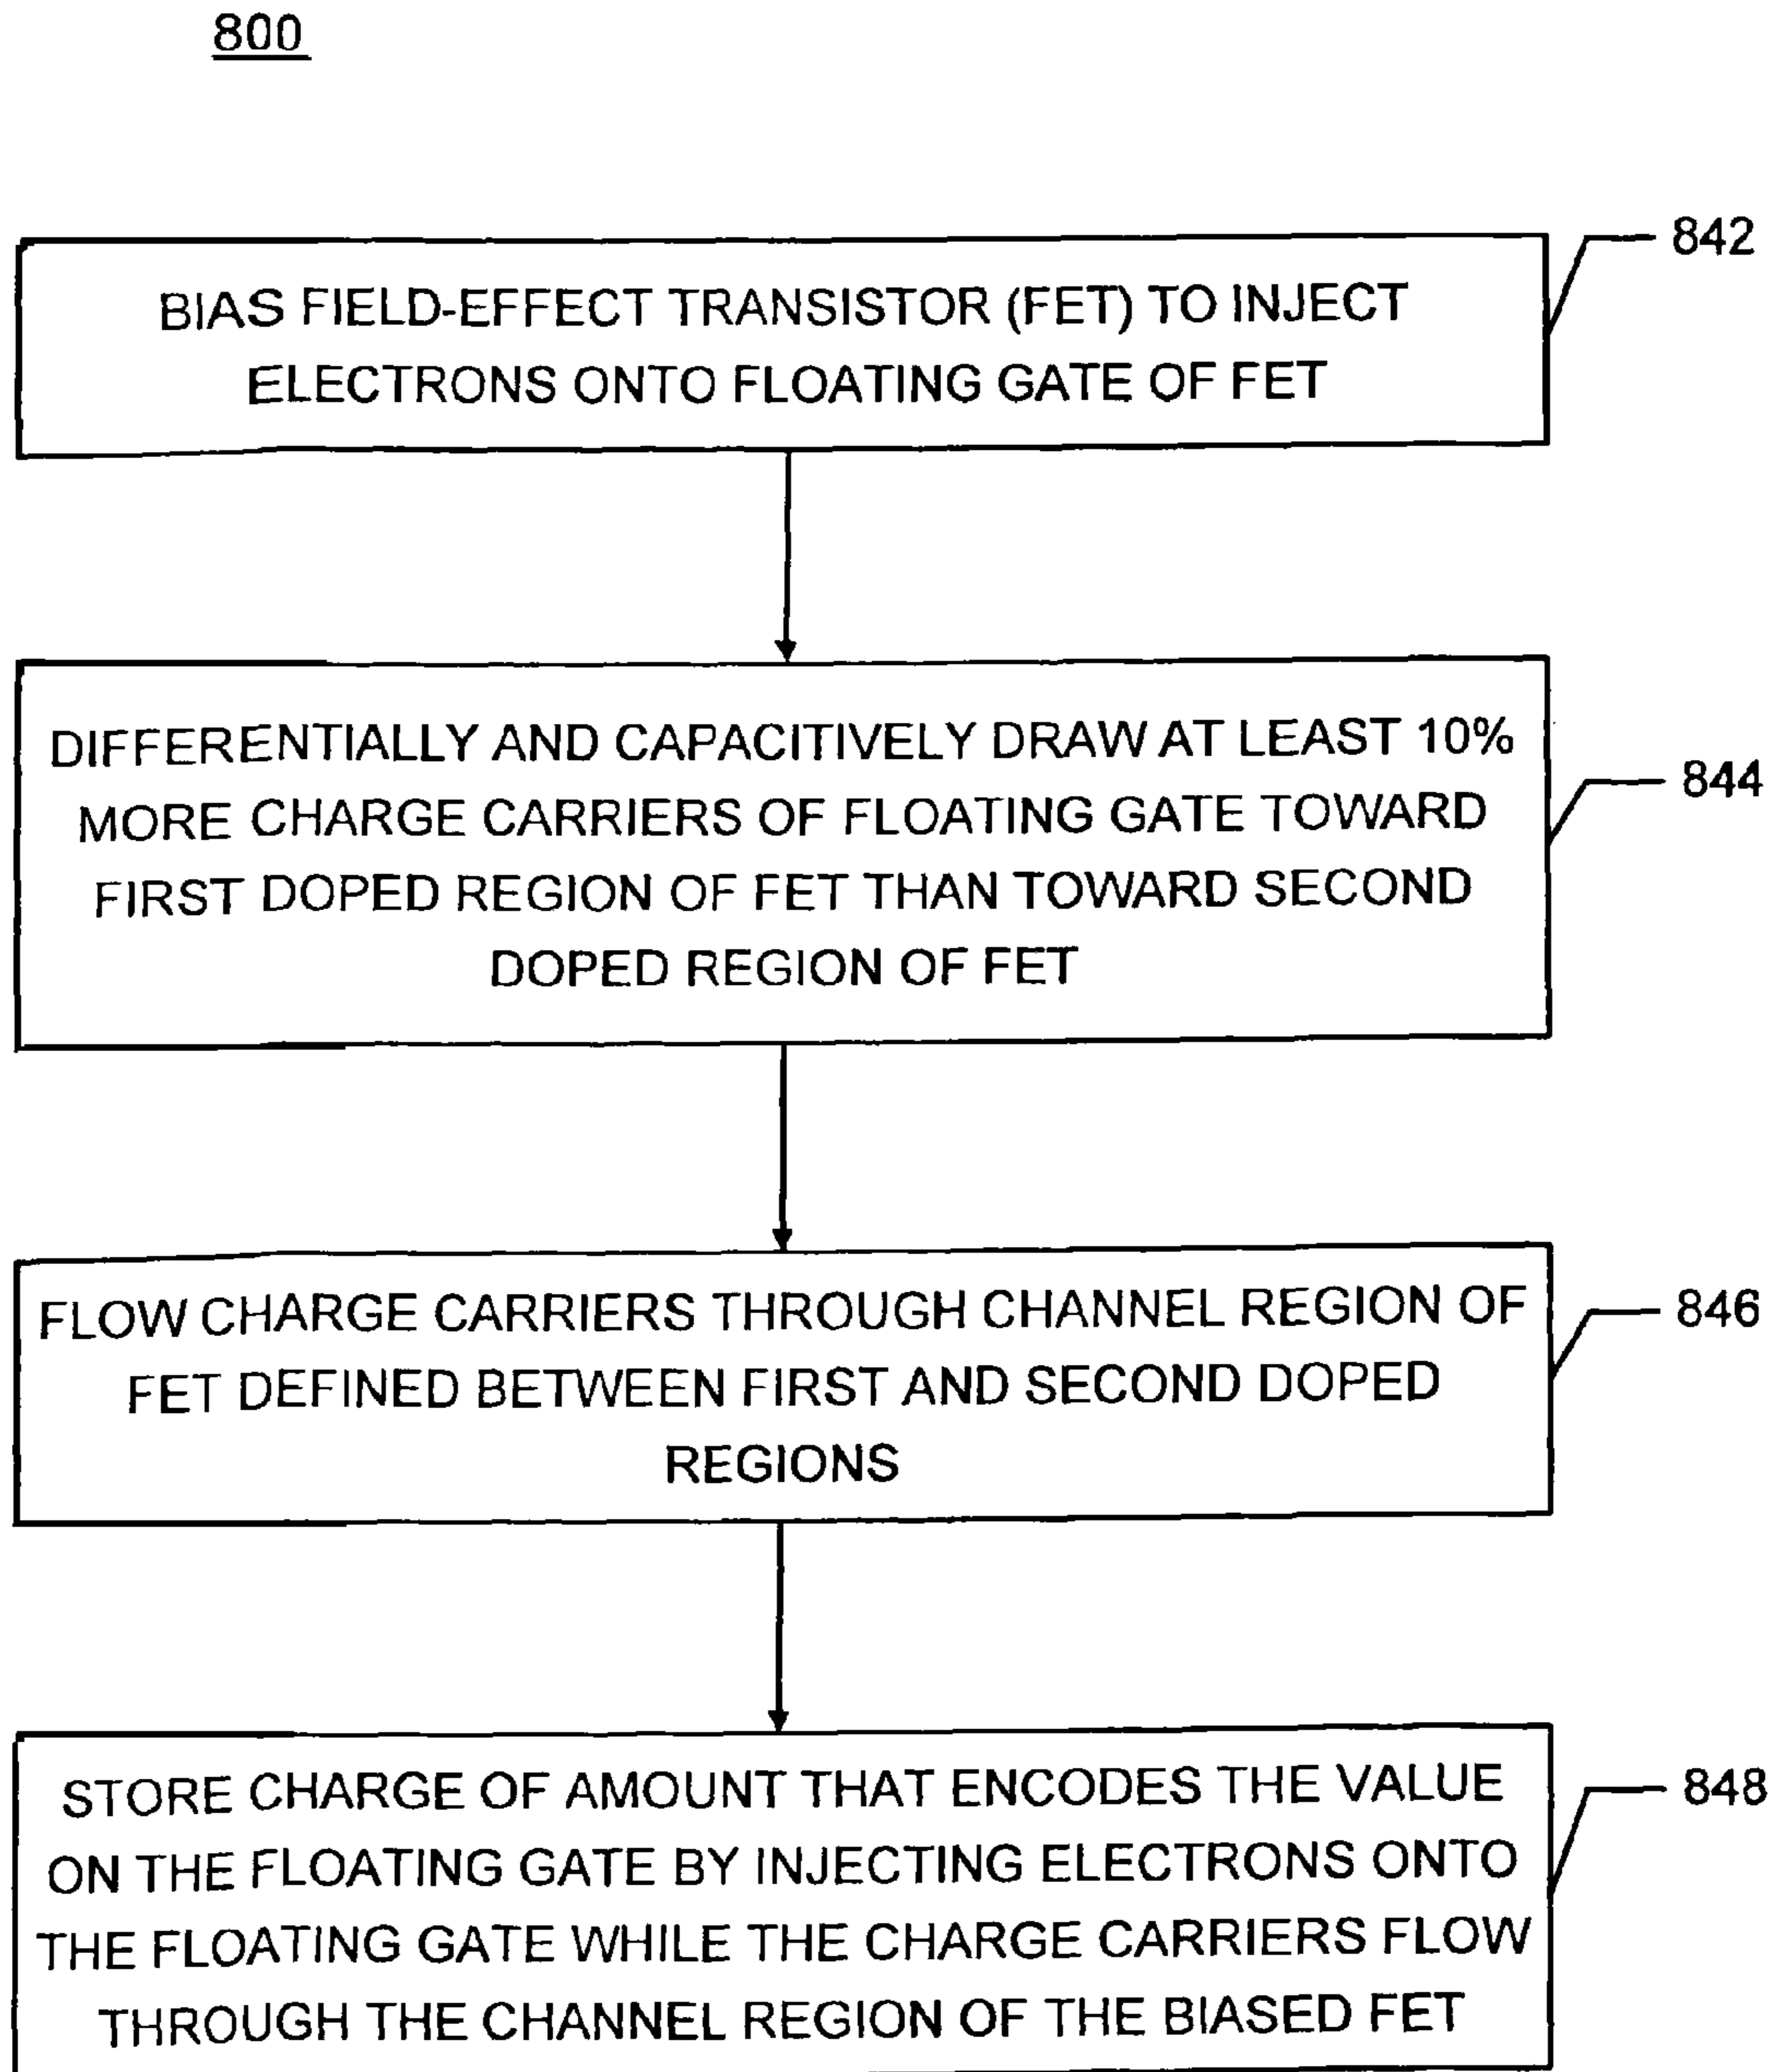 800
842
BIAS FIELD-EFFECT TRANSISTOR (FET) TO INJECT
ELECTRONS ONTO FLOATING GATE OF FET
844
DIFFERENTIALLY AND CAPACITIVELY DRAW AT LEAST 10%
MORE CHARGE CARRIERS OF FLOATING GATE TOWARD
FIRST DOPED REGION OF FET THAN TOWARD SECOND
DOPED REGION OF FET
846
FLOW CHARGE CARRIERS THROUGH CHANNEL REGION OF
FET DEFINED BETWEEN FIRST AND SECOND DOPED
REGIONS
848
STORE CHARGE OF AMOUNT THAT ENCODES THE VALUE
ON THE FLOATING GATE BY INJECTING ELECTRONS ONTO
THE FLOATING GATE WHILE THE CHARGE CARRIERS FLOW
THROUGH THE CHANNEL REGION OF THE BIASED FET